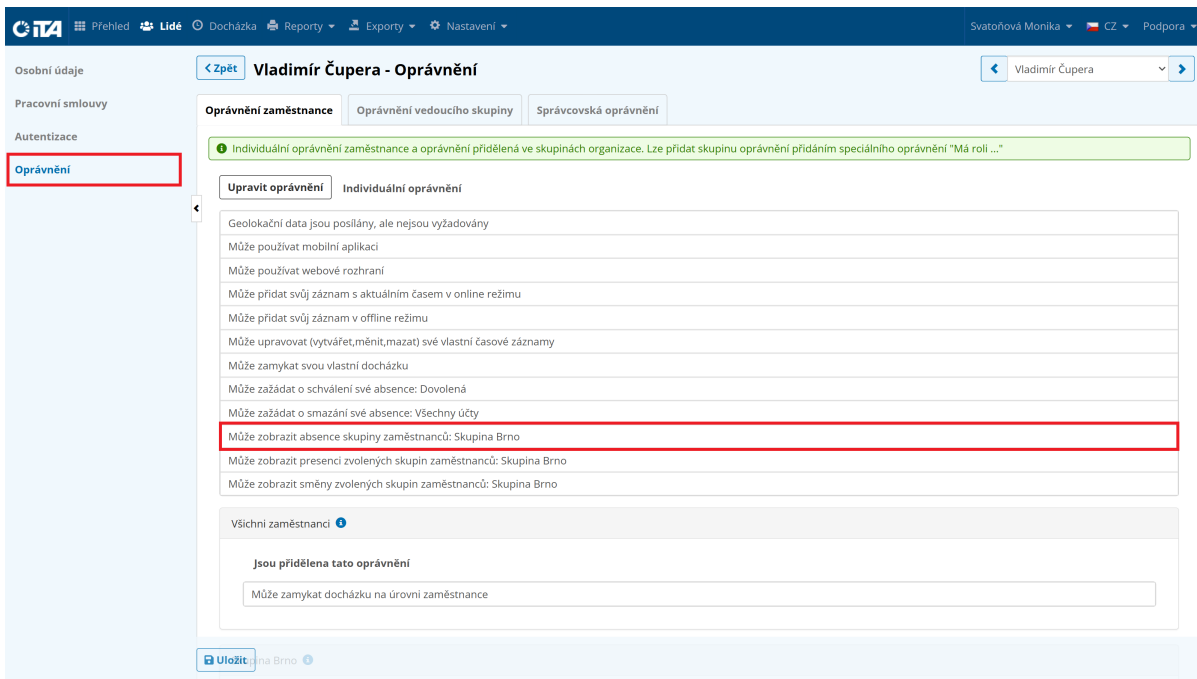 iTA Přehled Lidé Docházka Reporty Exporty Nastavení Svatoňová Monika CZ Podpora
Osobní údaje
Pracovní smlouvy
Autentizace
Oprávnění
Zpět Vladimír Čupera - Oprávnění Vladimír Čupera
Oprávnění zaměstnance Oprávnění vedoucího skupiny Správcovská oprávnění
Individuální oprávnění zaměstnance a oprávnění přidělená ve skupinách organizace. Lze přidat skupinu oprávnění přidáním speciálního oprávnění "Má roli ..."
Upravit oprávnění Individuální oprávnění
Geolokační data jsou posílány, ale nejsou vyžadovány
Může používat mobilní aplikaci
Může používat webové rozhraní
Může přidat svůj záznam s aktuálním časem v online režimu
Může přidat svůj záznam v offline režimu
Může upravovat (vytvářet,měnit,mazat) své vlastní časové záznamy
Může zamykat svou vlastní docházku
Může zažádat o schválení své absence: Dovolená
Může zažádat o smazání své absence: Všechny účty
Může zobrazit absence skupiny zaměstnanců: Skupina Brno
Může zobrazit presenci zvolených skupin zaměstnanců: Skupina Brno
Může zobrazit směny zvolených skupin zaměstnanců: Skupina Brno
Všichni zaměstnanci
Jsou přidělena tato oprávnění
Může zamykat docházku na úrovni zaměstnance
Uložit pina Brno